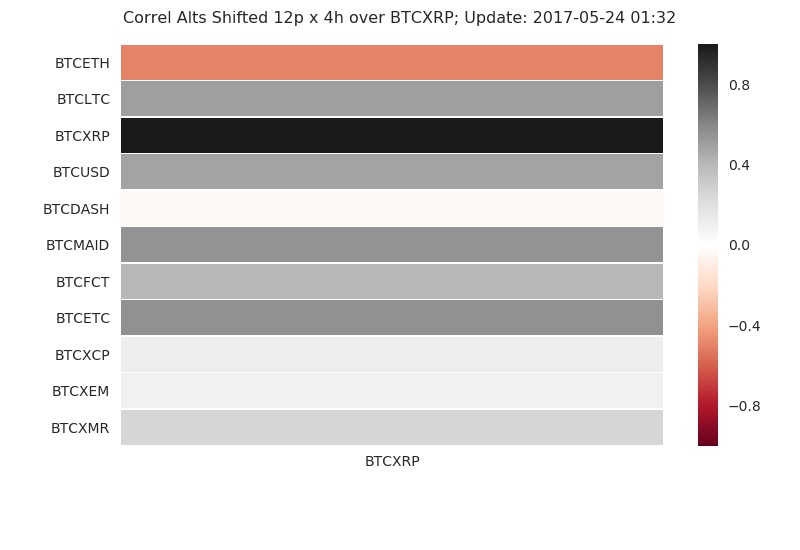 Correl Alts Shifted 12p x 4h over BTCXRP; Update: 2017-05-24 01:32
BTCETH
BTCLTC
BTCXRP
BTCUSD
BTCDASH
BTCMAID
BTCFCT
BTCETC
BTCXCP
BTCXEM
BTCXMR
BTCXRP
0.8
0.4
0.0
−0.4
−0.8